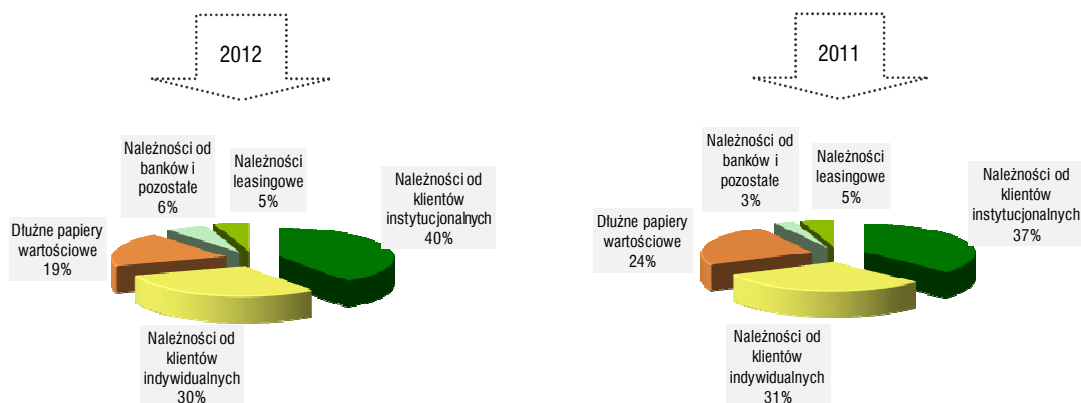 2012
Należności od
banków i
pozostałe
6%
Należności
leasingowe
5%
Należności od
klientów
instytucjonalnych
40%
Dłużne papiery
wartościowe
19%
Należności od
klientów
indywidualnych
30%
2011
Należności od
banków i
pozostałe
3%
Należności
leasingowe
5%
Należności od
klientów
instytucjonalnych
37%
Dłużne papiery
wartościowe
24%
Należności od
klientów
indywidualnych
31%